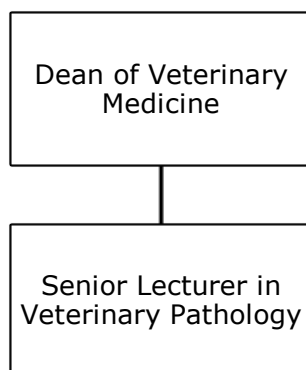 Dean of Veterinary
Medicine
Senior Lecturer in
Veterinary Pathology